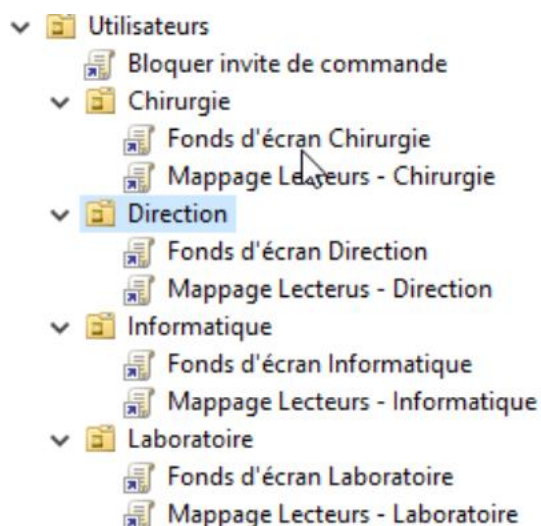 Utilisateurs
Bloquer invite de commande
Chirurgie
Fonds d'écran Chirurgie
Mappage Lecteurs - Chirurgie
Direction
Fonds d'écran Direction
Mappage Lecterus - Direction
Informatique
Fonds d'écran Informatique
Mappage Lecteurs - Informatique
Laboratoire
Fonds d'écran Laboratoire
Mappage Lecteurs - Laboratoire